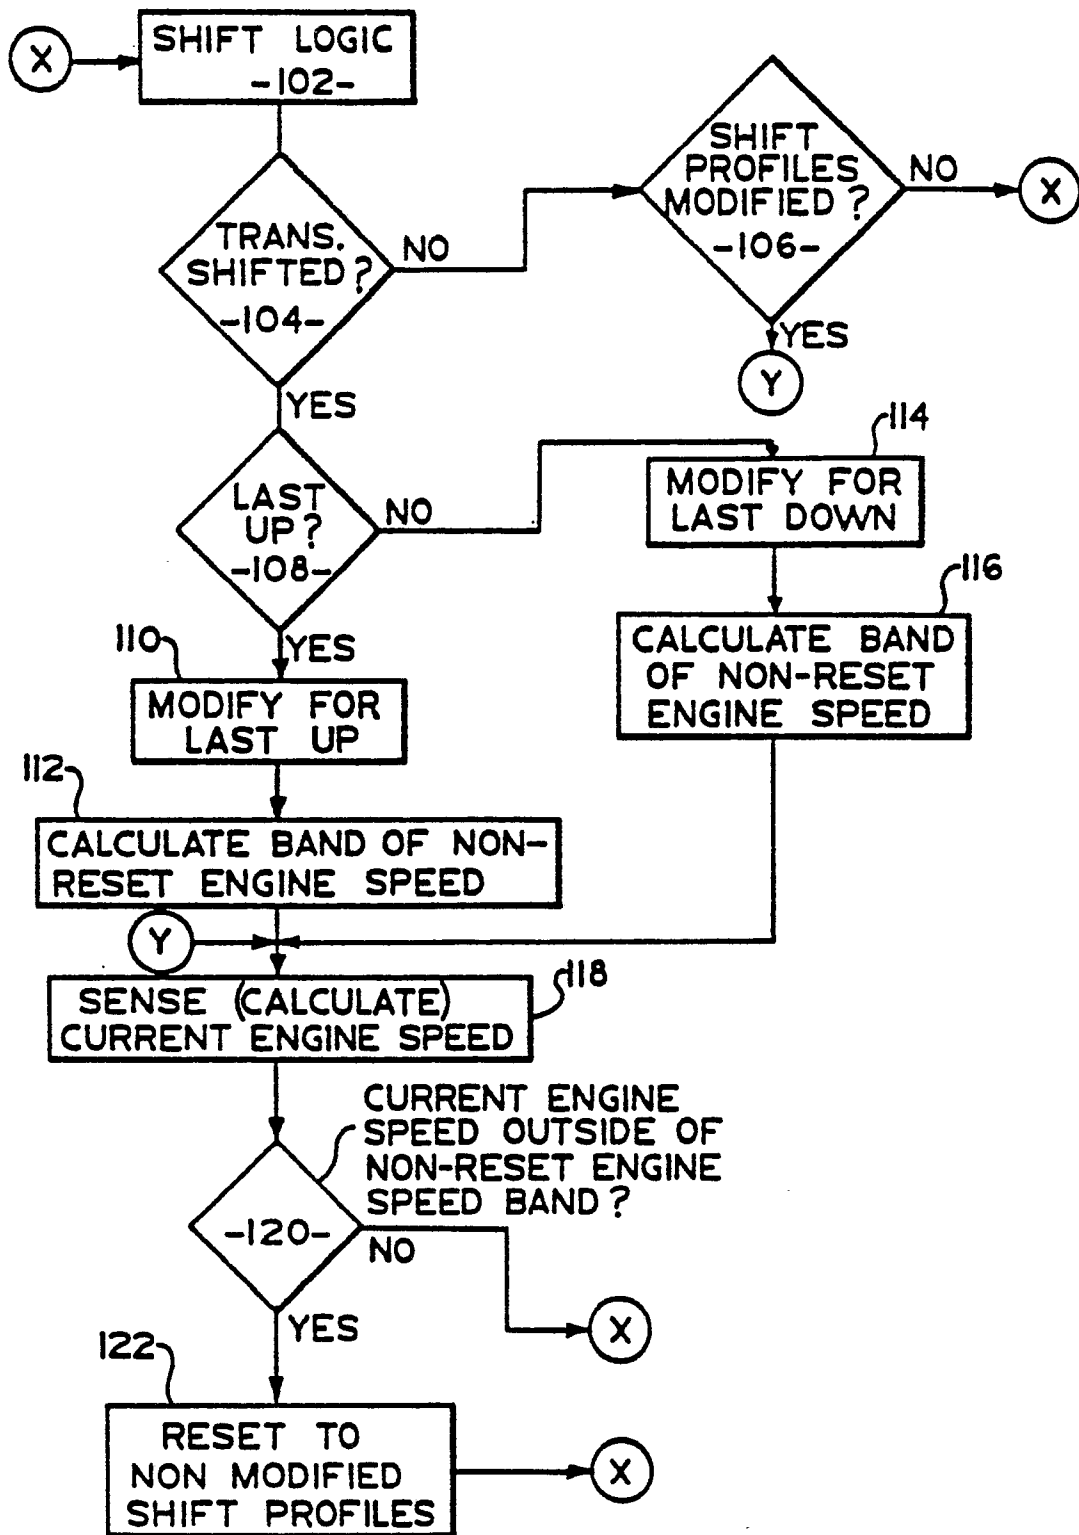 X
SHIFT LOGIC
-102-
TRANS.
SHIFTED?
-104-
NO
YES
SHIFT
PROFILES
MODIFIED?
-106-
NO
X
YES
Y
LAST
UP?
-108-
NO
YES
114
MODIFY FOR
LAST DOWN
116
CALCULATE BAND
OF NON-RESET
ENGINE SPEED
110
MODIFY FOR
LAST UP
112
CALCULATE BAND OF NON-
RESET ENGINE SPEED
Y
118
SENSE (CALCULATE)
CURRENT ENGINE SPEED
CURRENT ENGINE
SPEED OUTSIDE OF
NON-RESET ENGINE
SPEED BAND?
-120-
NO
X
YES
122
RESET TO
NON MODIFIED
SHIFT PROFILES
X